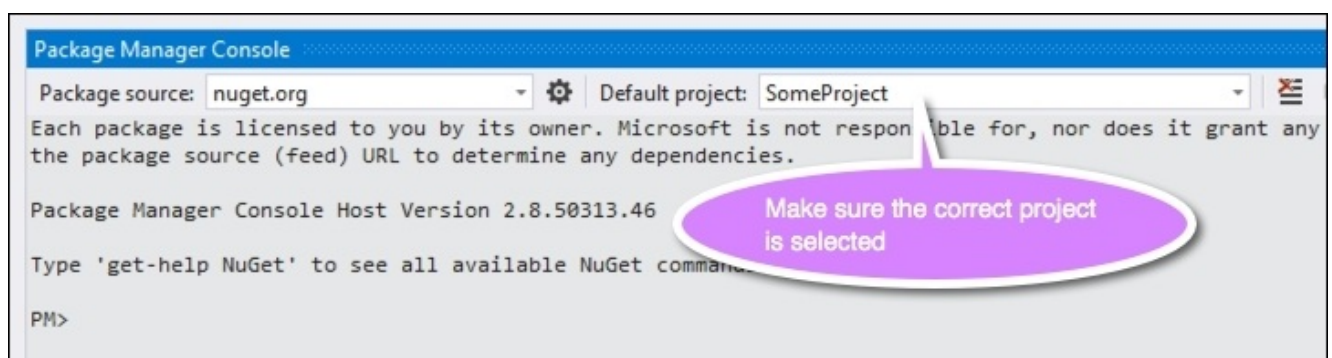 Package Manager Console
Package source: nuget.org Default project: SomeProject
Each package is licensed to you by its owner. Microsoft is not responsible for, nor does it grant any
the package source (feed) URL to determine any dependencies.
Package Manager Console Host Version 2.8.50313.46
Make sure the correct project
is selected
Type 'get-help NuGet' to see all available NuGet command
PM>